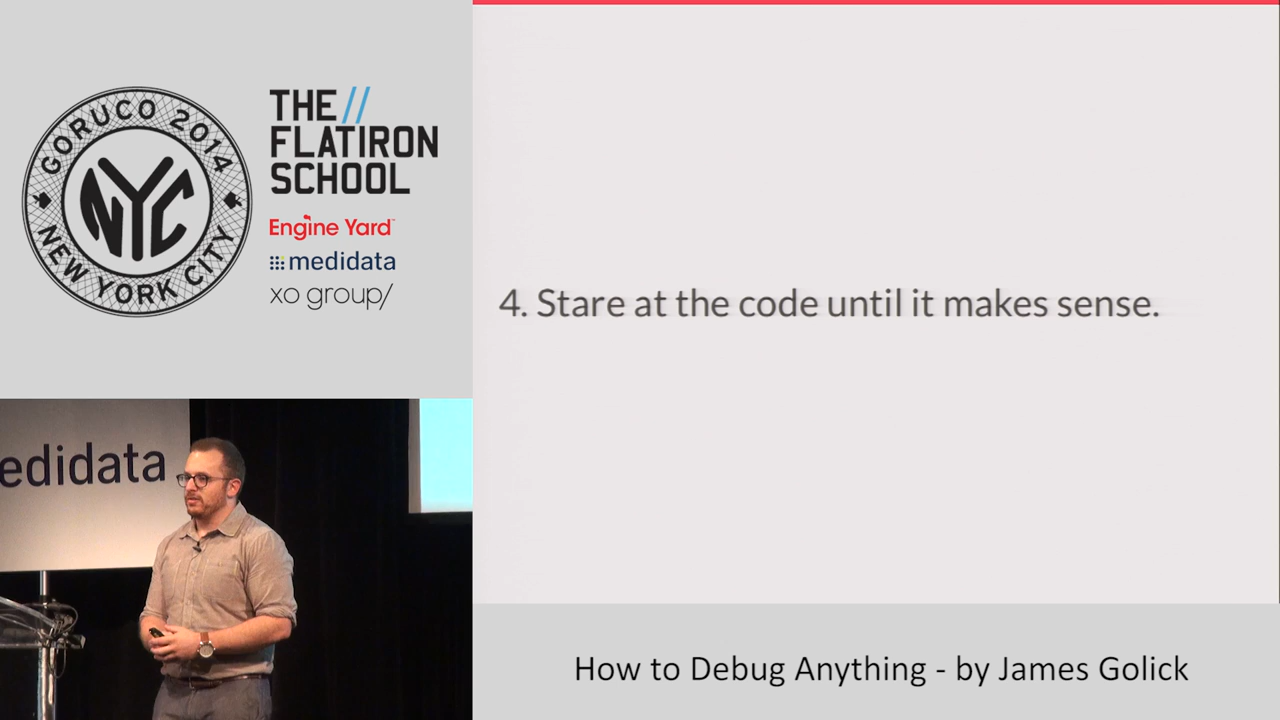 GORUCO 2014
NYC
NEW YORK CITY
THE //
FLATIRON
SCHOOL
Engine Yard™
medidata
xo group/
4. Stare at the code until it makes sense.
edidata
How to Debug Anything - by James Golick